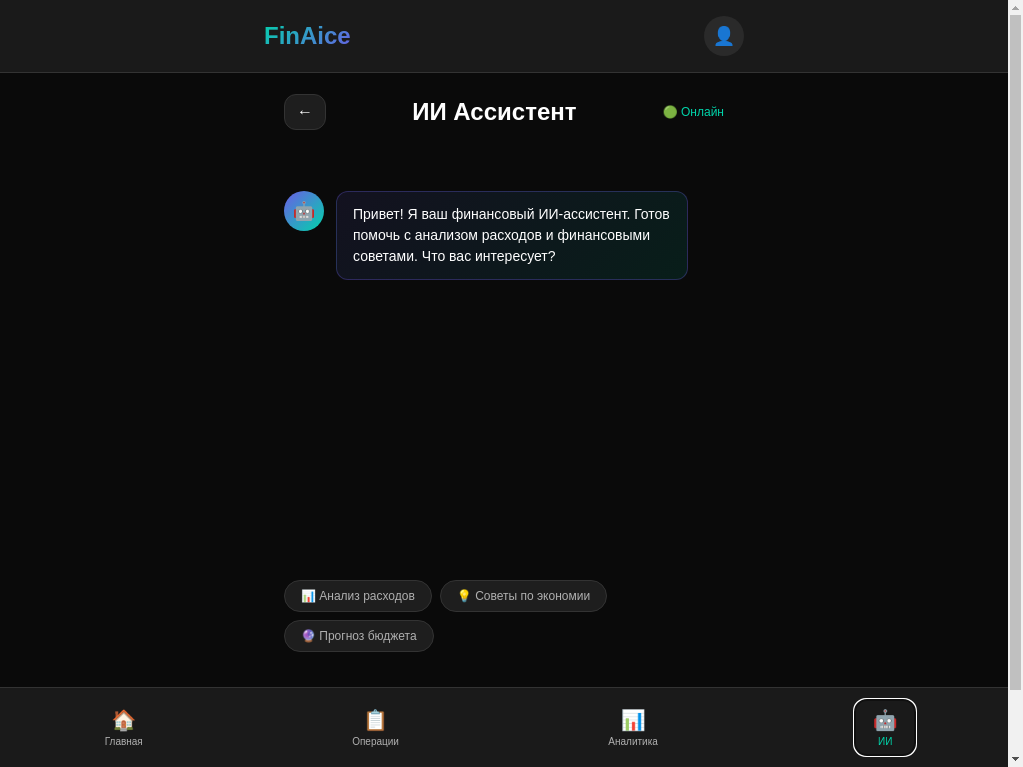 FinAice
←
ИИ Ассистент
Онлайн
Привет! Я ваш финансовый ИИ-ассистент. Готов
помочь с анализом расходов и финансовыми
советами. Что вас интересует?
Анализ расходов
Советы по экономии
Прогноз бюджета
Главная
Операции
Аналитика
ИИ